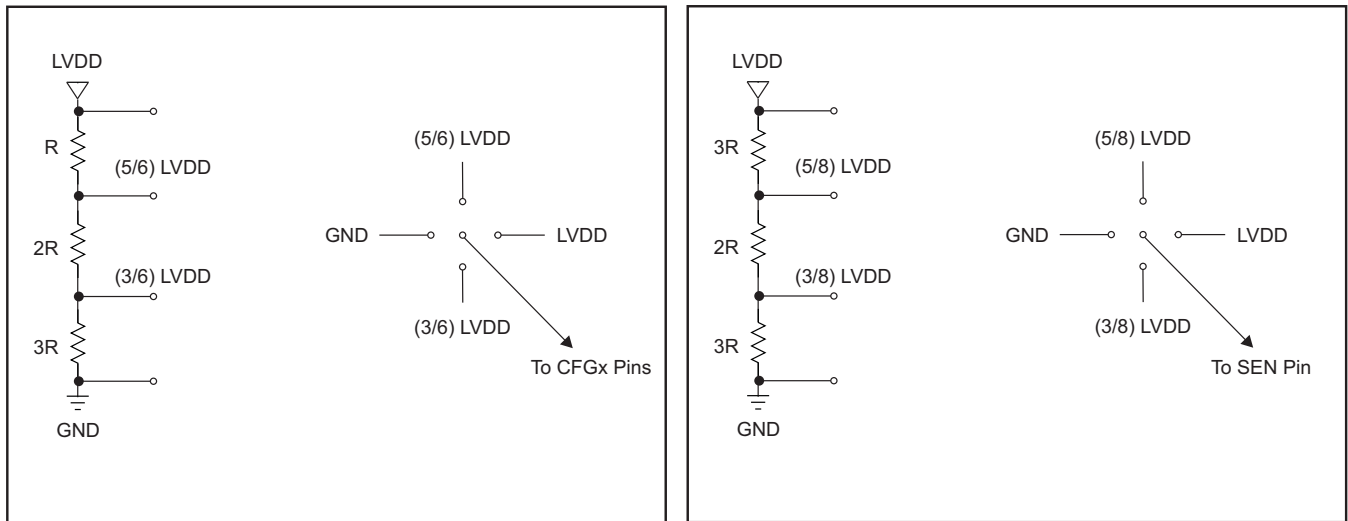 LVDD
R
(5/6) LVDD
2R
(3/6) LVDD
3R
GND
(5/6) LVDD
GND
LVDD
(3/6) LVDD
To CFGx Pins
LVDD
3R
(5/8) LVDD
2R
(3/8) LVDD
3R
GND
(5/8) LVDD
GND
LVDD
(3/8) LVDD
To SEN Pin